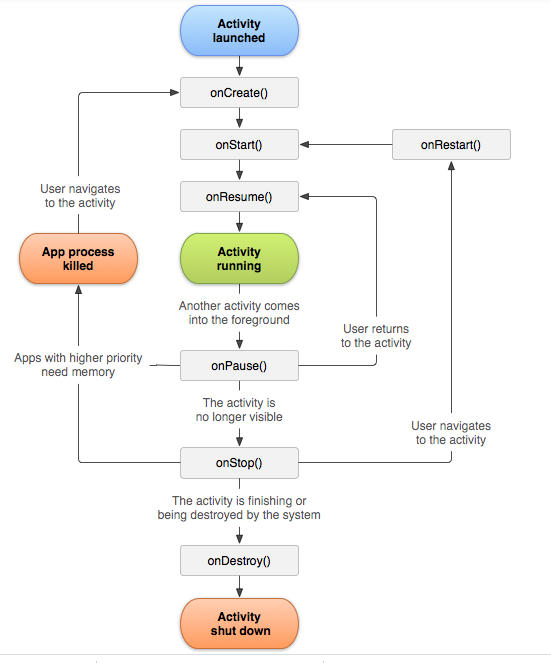 Activity
launched
onCreate()
onStart()
onRestart()
onResume()
User navigates
to the activity
App process
killed
Activity
running
Another activity comes
into the foreground
User returns
to the activity
Apps with higher priority
need memory
onPause()
The activity is
no longer visible
User navigates
to the activity
onStop()
The activity is finishing or
being destroyed by the system
onDestroy()
Activity
shut down